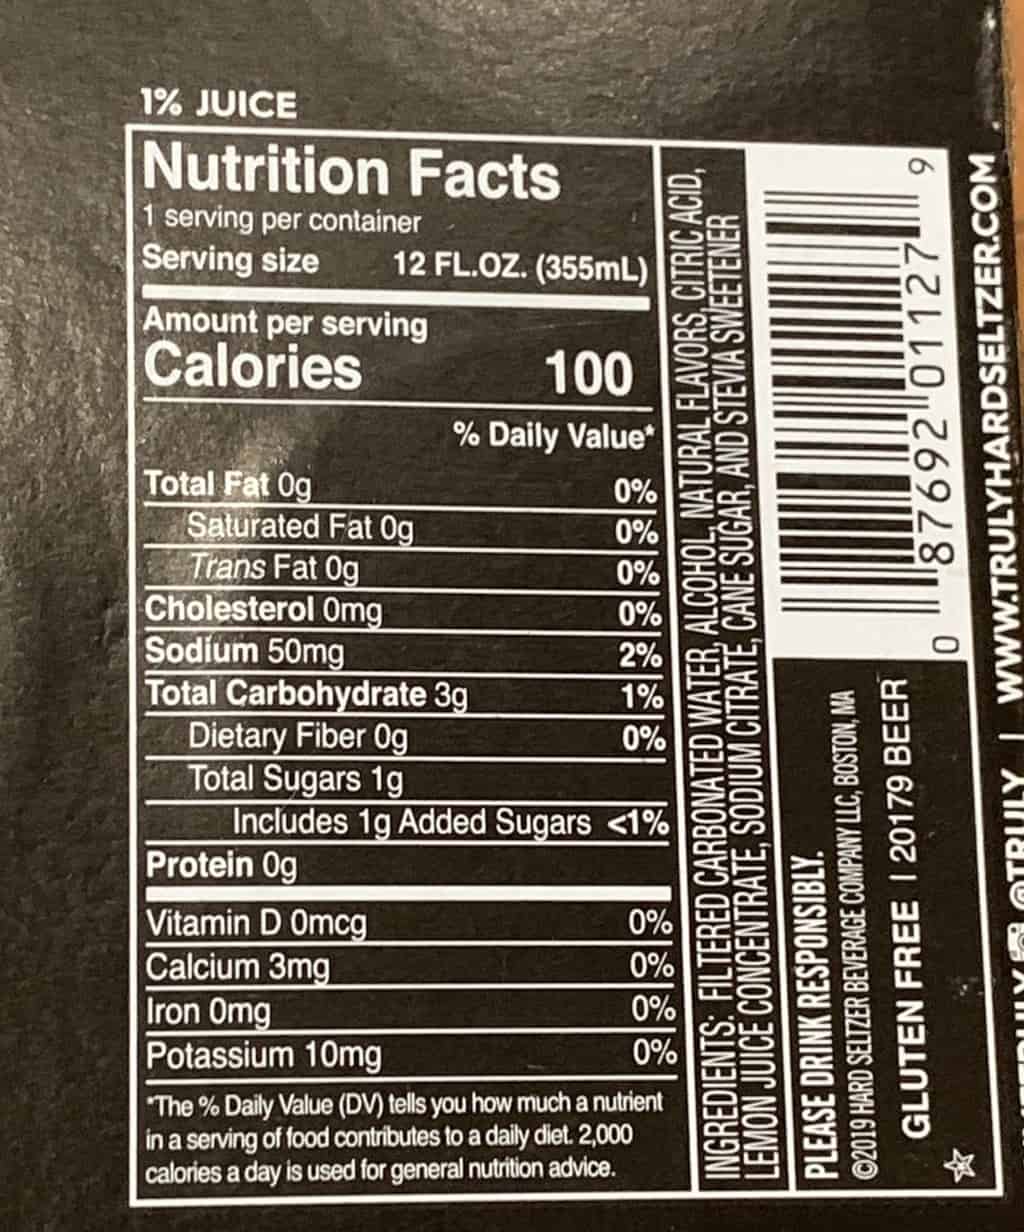 1% JUICE
Nutrition Facts
1 serving per container
Serving size 12 FL.OZ. (355mL)
Amount per serving
Calories 100
% Daily Value*
Total Fat 0g 0%
Saturated Fat 0g 0%
Trans Fat 0g 0%
Cholesterol 0mg 0%
Sodium 50mg 2%
Total Carbohydrate 3g 1%
Dietary Fiber 0g 0%
Total Sugars 1g
Includes 1g Added Sugars <1%
Protein 0g
Vitamin D 0mcg 0%
Calcium 3mg 0%
Iron 0mg 0%
Potassium 10mg 0%
*The % Daily Value (DV) tells you how much a nutrient
in a serving of food contributes to a daily diet. 2,000
calories a day is used for general nutrition advice.
INGREDIENTS: FILTERED CARBONATED WATER, ALCOHOL, NATURAL FLAVORS, CITRIC ACID,
LEMON JUICE CONCENTRATE, SODIUM CITRATE, CANE SUGAR, AND STEVIA SWEETENER
0 87692 01127 9
PLEASE DRINK RESPONSIBLY.
©2019 HARD SELTZER BEVERAGE COMPANY LLC, BOSTON, MA
GLUTEN FREE | 20179 BEER
@TRULY | WWW.TRULYHARDSELTZER.COM